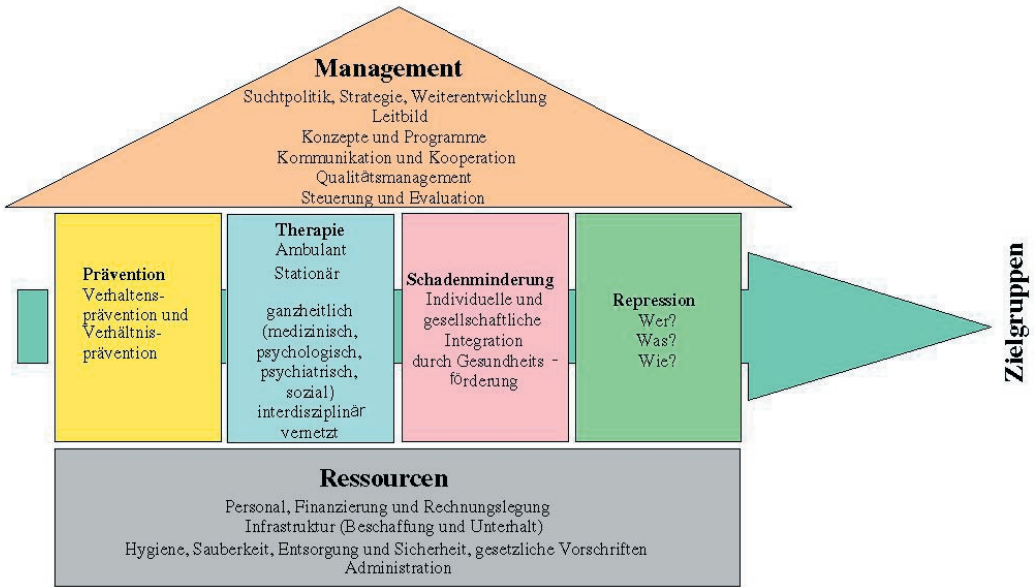 Management
Suchtpolitik, Strategie, Weiterentwicklung
Leitbild
Konzepte und Programme
Kommunikation und Kooperation
Qualitätsmanagement
Steuerung und Evaluation
Prävention
Verhaltens-
prävention und
Verhältnis-
prävention
Therapie
Ambulant
Stationär
ganzheitlich
(medizinisch,
psychologisch,
psychiatrisch,
sozial)
interdisziplinär
vernetzt
Schadenminderung
Individuelle und
gesellschaftliche
Integration
durch Gesundheits -
förderung
Repression
Wer?
Was?
Wie?
Zielgruppen
Ressourcen
Personal, Finanzierung und Rechnungslegung
Infrastruktur (Beschaffung und Unterhalt)
Hygiene, Sauberkeit, Entsorgung und Sicherheit, gesetzliche Vorschriften
Administration